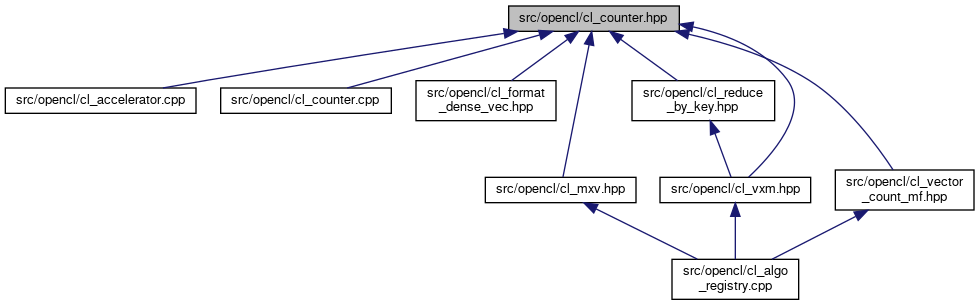 src/opencl/cl_counter.hpp
src/opencl/cl_accelerator.cpp
src/opencl/cl_counter.cpp
src/opencl/cl_format
_dense_vec.hpp
src/opencl/cl_reduce
_by_key.hpp
src/opencl/cl_mxv.hpp
src/opencl/cl_vxm.hpp
src/opencl/cl_vector
_count_mf.hpp
src/opencl/cl_algo
_registry.cpp